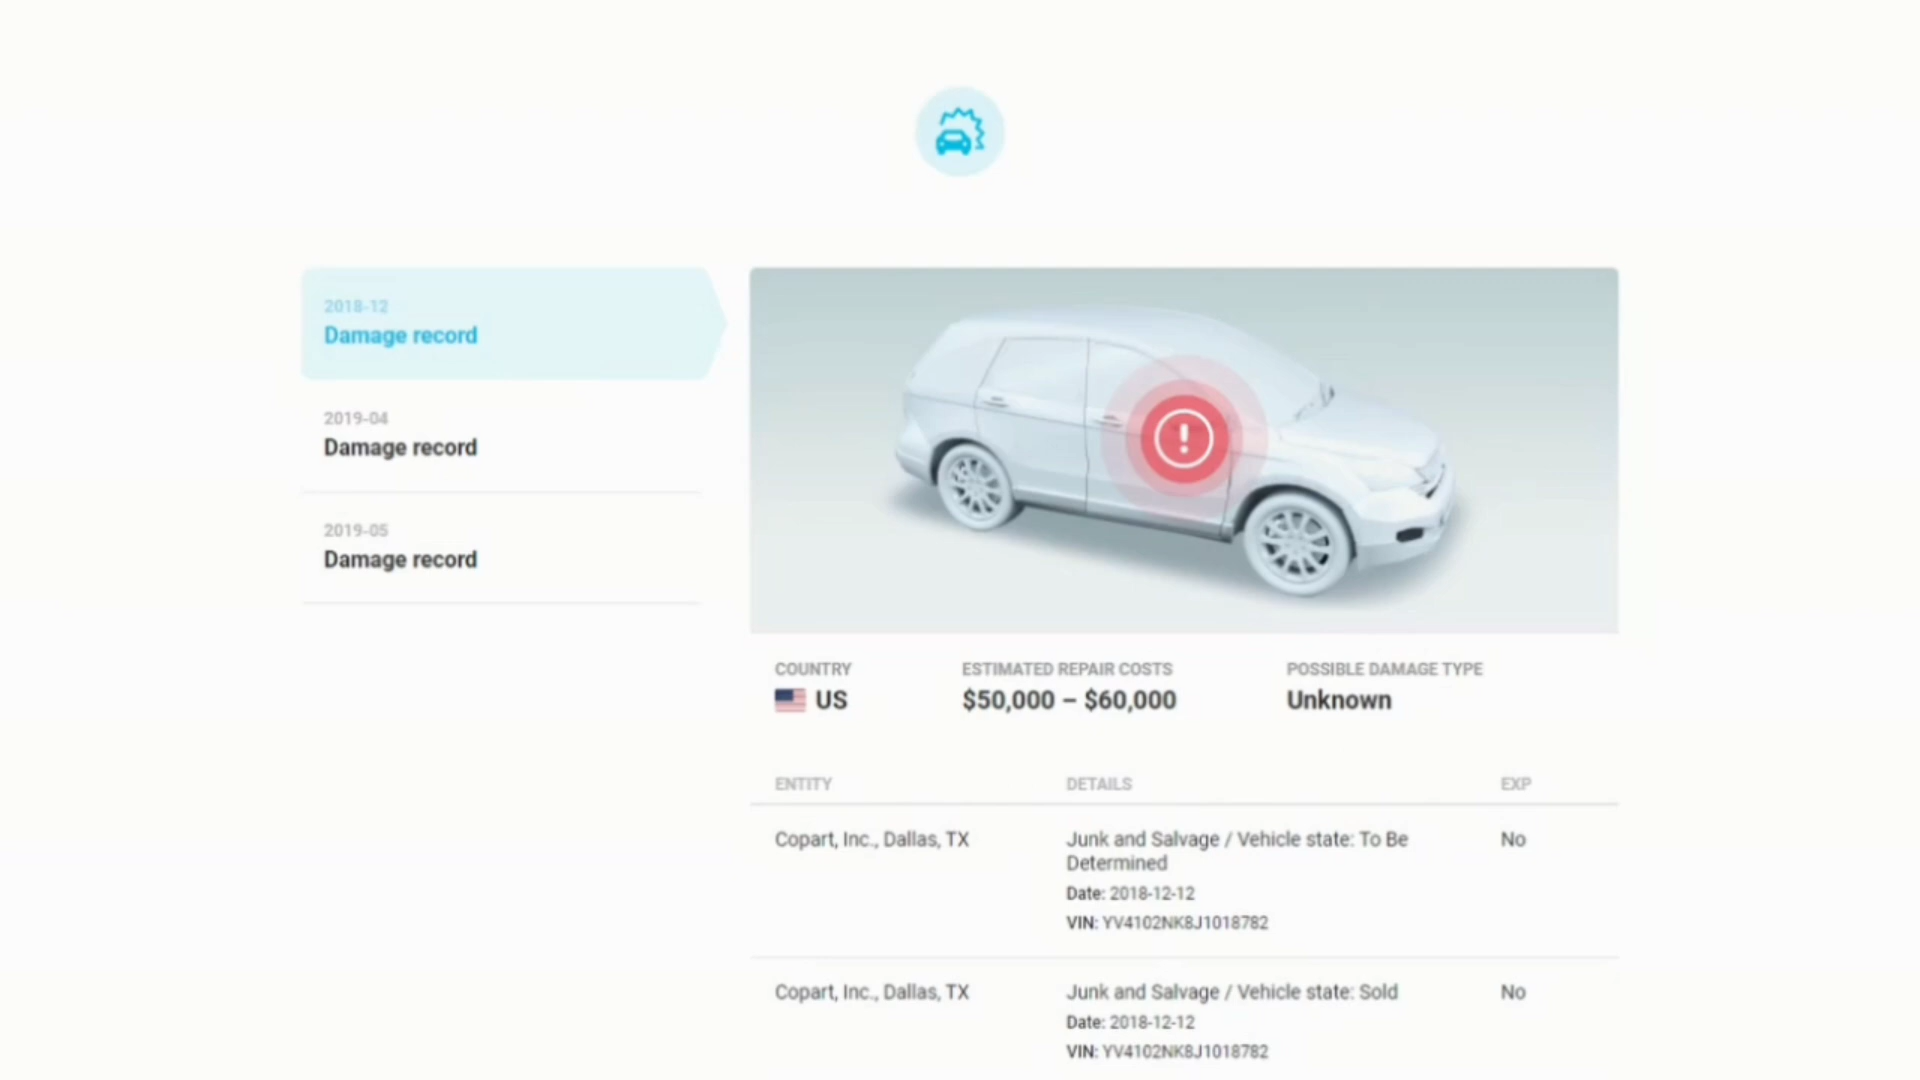 2018-12
Damage record
2019-04
Damage record
2019-05
Damage record
COUNTRY
US
ESTIMATED REPAIR COSTS
$50,000 – $60,000
POSSIBLE DAMAGE TYPE
Unknown
ENTITY DETAILS EXP
Copart, Inc., Dallas, TX
Junk and Salvage / Vehicle state: To Be
Determined
Date: 2018-12-12
VIN: YV4102NK8J1018782
No
Copart, Inc., Dallas, TX
Junk and Salvage / Vehicle state: Sold
Date: 2018-12-12
VIN: YV4102NK8J1018782
No